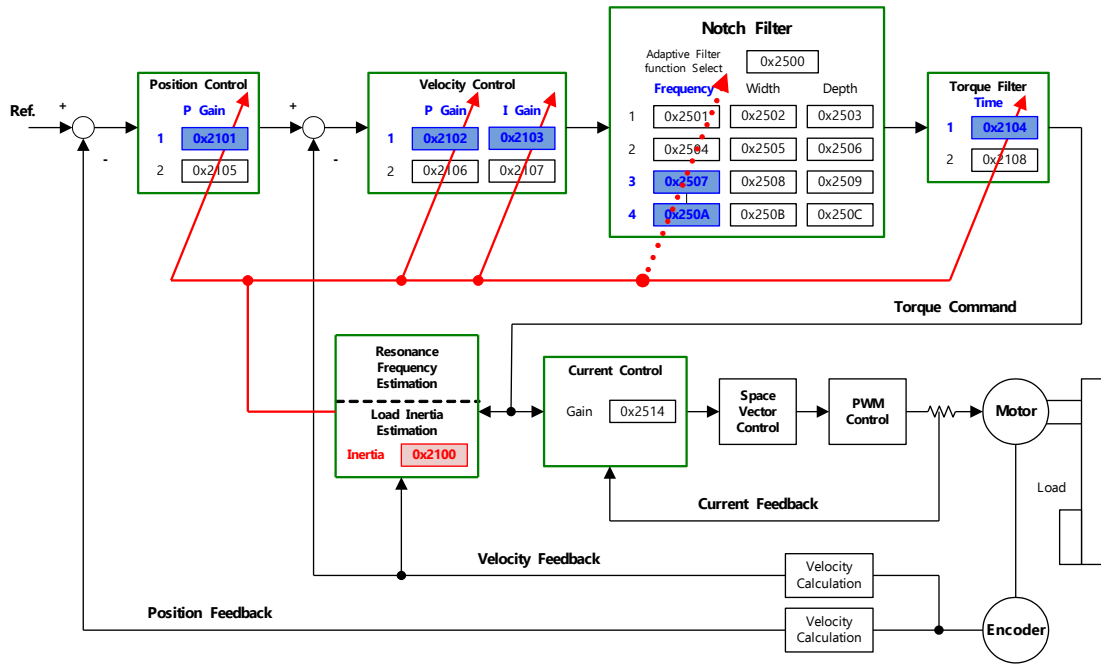 Notch Filter
Adaptive Filter
function Select
0x2500
Frequency Width Depth
1 0x2501 0x2502 0x2503
2 0x2504 0x2505 0x2506
3 0x2507 0x2508 0x2509
4 0x250A 0x250B 0x250C
Ref.
+
-
Position Control
P Gain
1 0x2101
2 0x2105
+
-
Velocity Control
P Gain I Gain
1 0x2102 0x2103
2 0x2106 0x2107
Torque Filter
Time
1 0x2104
2 0x2108
Torque Command
Resonance
Frequency
Estimation
Load Inertia
Estimation
Inertia 0x2100
Current Control
Gain 0x2514
Space
Vector
Control
PWM
Control
Motor
Load
Current Feedback
Velocity Feedback
Velocity
Calculation
Position Feedback
Velocity
Calculation
Encoder